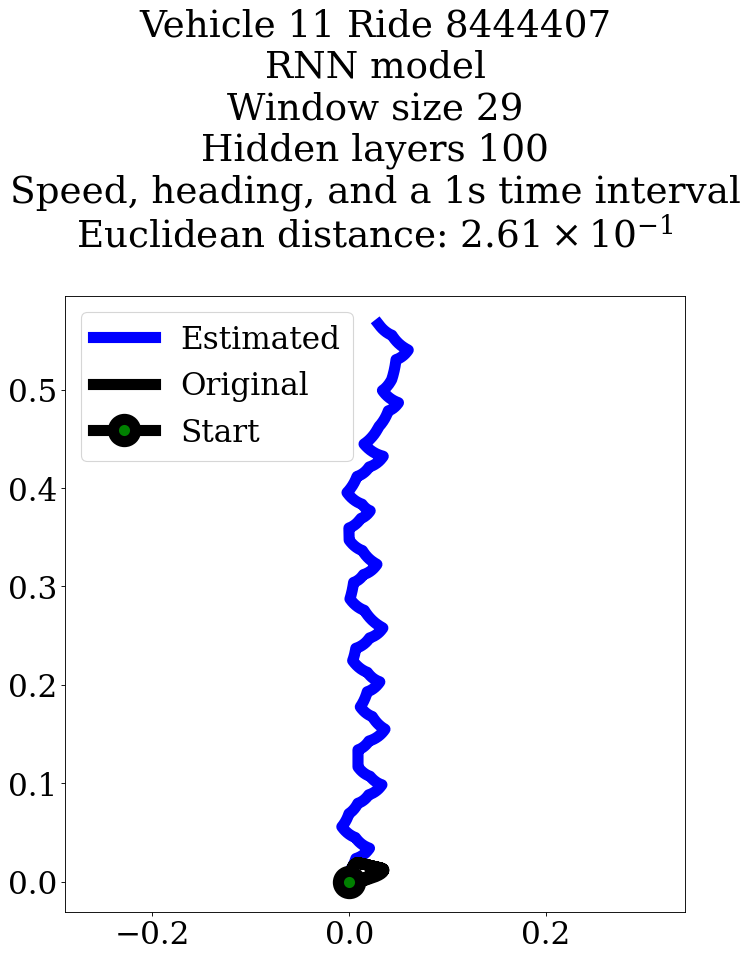 Vehicle 11 Ride 8444407
RNN model
Window size 29
Hidden layers 100
Speed, heading, and a 1s time interval
Euclidean distance: 2.61 × 10⁻¹
Estimated
Original
Start
0.5
0.4
0.3
0.2
0.1
0.0
−0.2
0.0
0.2